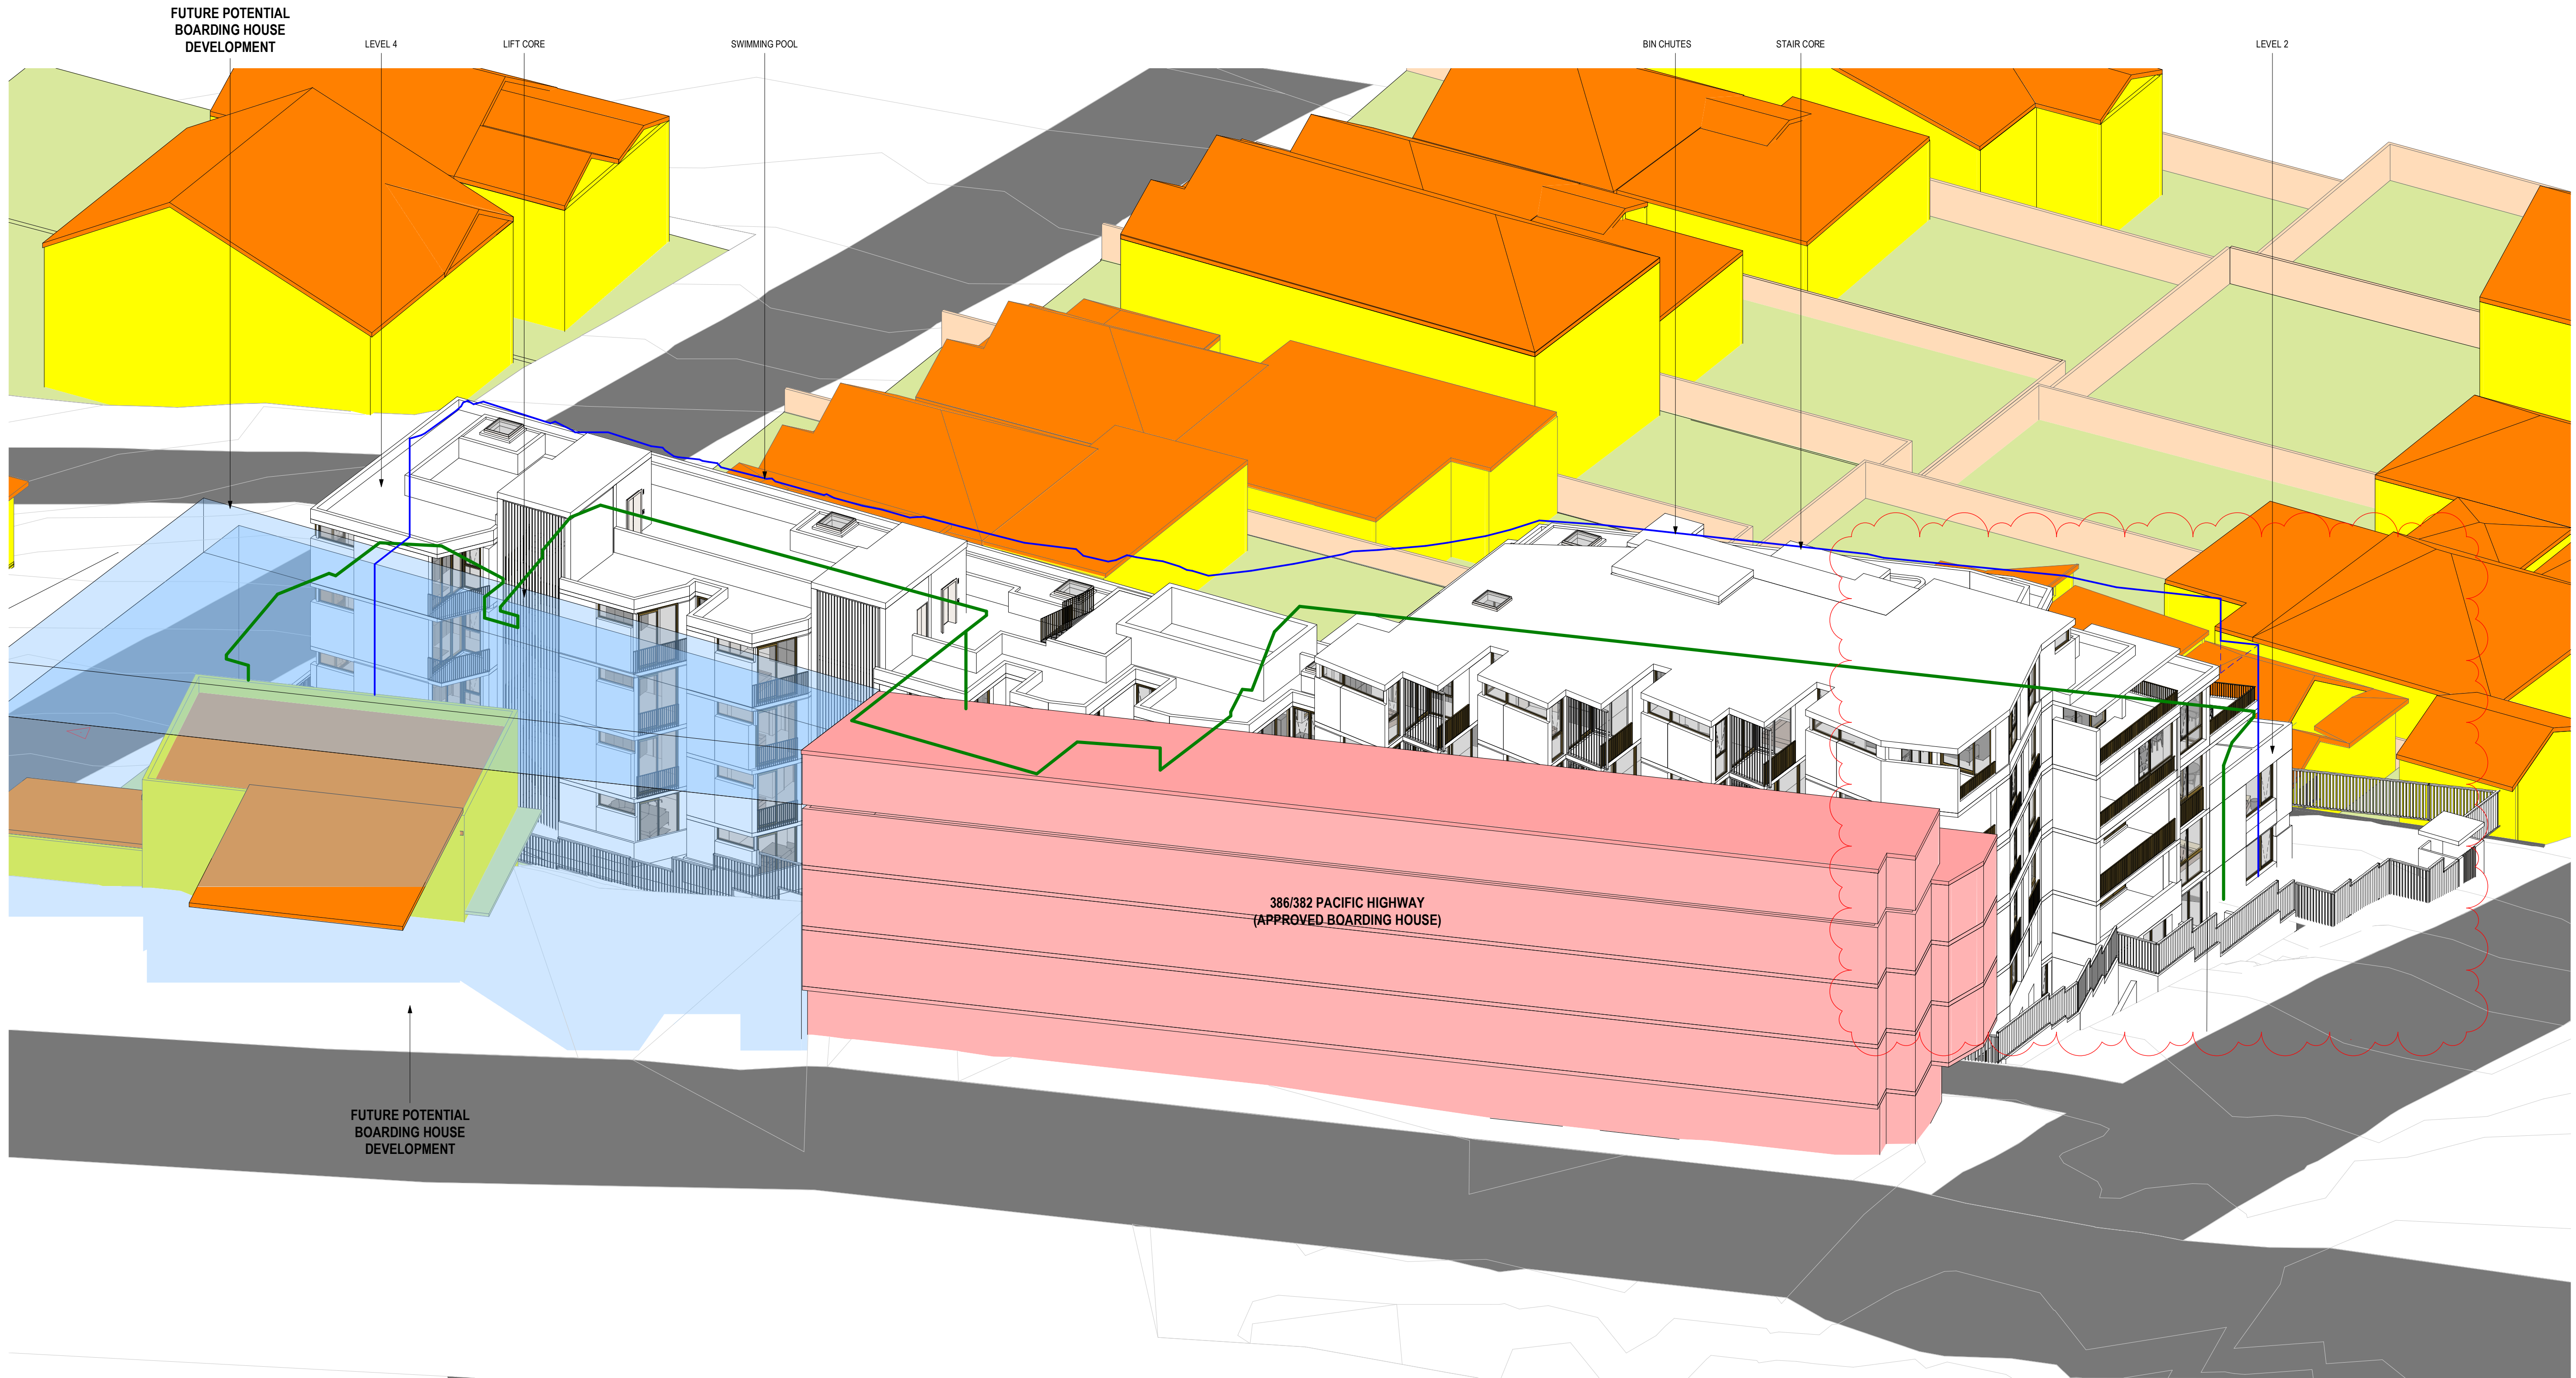 FUTURE POTENTIAL
BOARDING HOUSE
DEVELOPMENT
LEVEL 4
LIFT CORE
SWIMMING POOL
BIN CHUTES
STAIR CORE
LEVEL 2
386/382 PACIFIC HIGHWAY
(APPROVED BOARDING HOUSE)
FUTURE POTENTIAL
BOARDING HOUSE
DEVELOPMENT